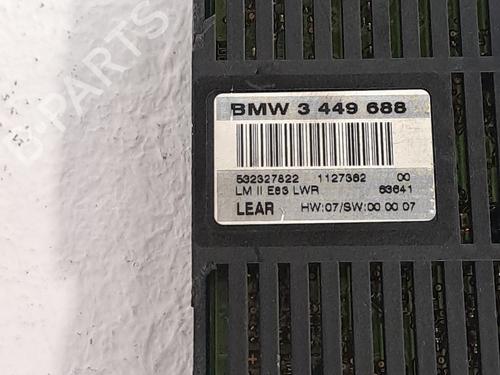 BMW 3 449 688
532327822 1127362 00
LM II E83 LWR 63641
LEAR HW:07/SW:00 00 07
B-PARTS